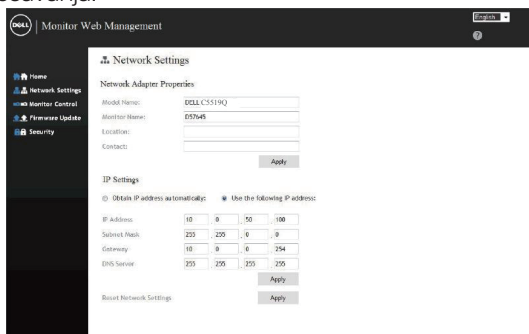 DELL Monitor Web Management
English
Home
Network Settings
Monitor Control
Firmware Update
Security
Network Settings
Network Adapter Properties
Model Name: DELL C5519Q
Monitor Name: D57645
Location:
Contact:
Apply
IP Settings
Obtain IP address automatically: Use the following IP address:
IP Address 10 . 0 . 50 . 100
Subnet Mask 255 . 255 . 0 . 0
Gateway 10 0 0 254
DNS Server 255 255 255 255
Apply
Reset Network Settings Apply